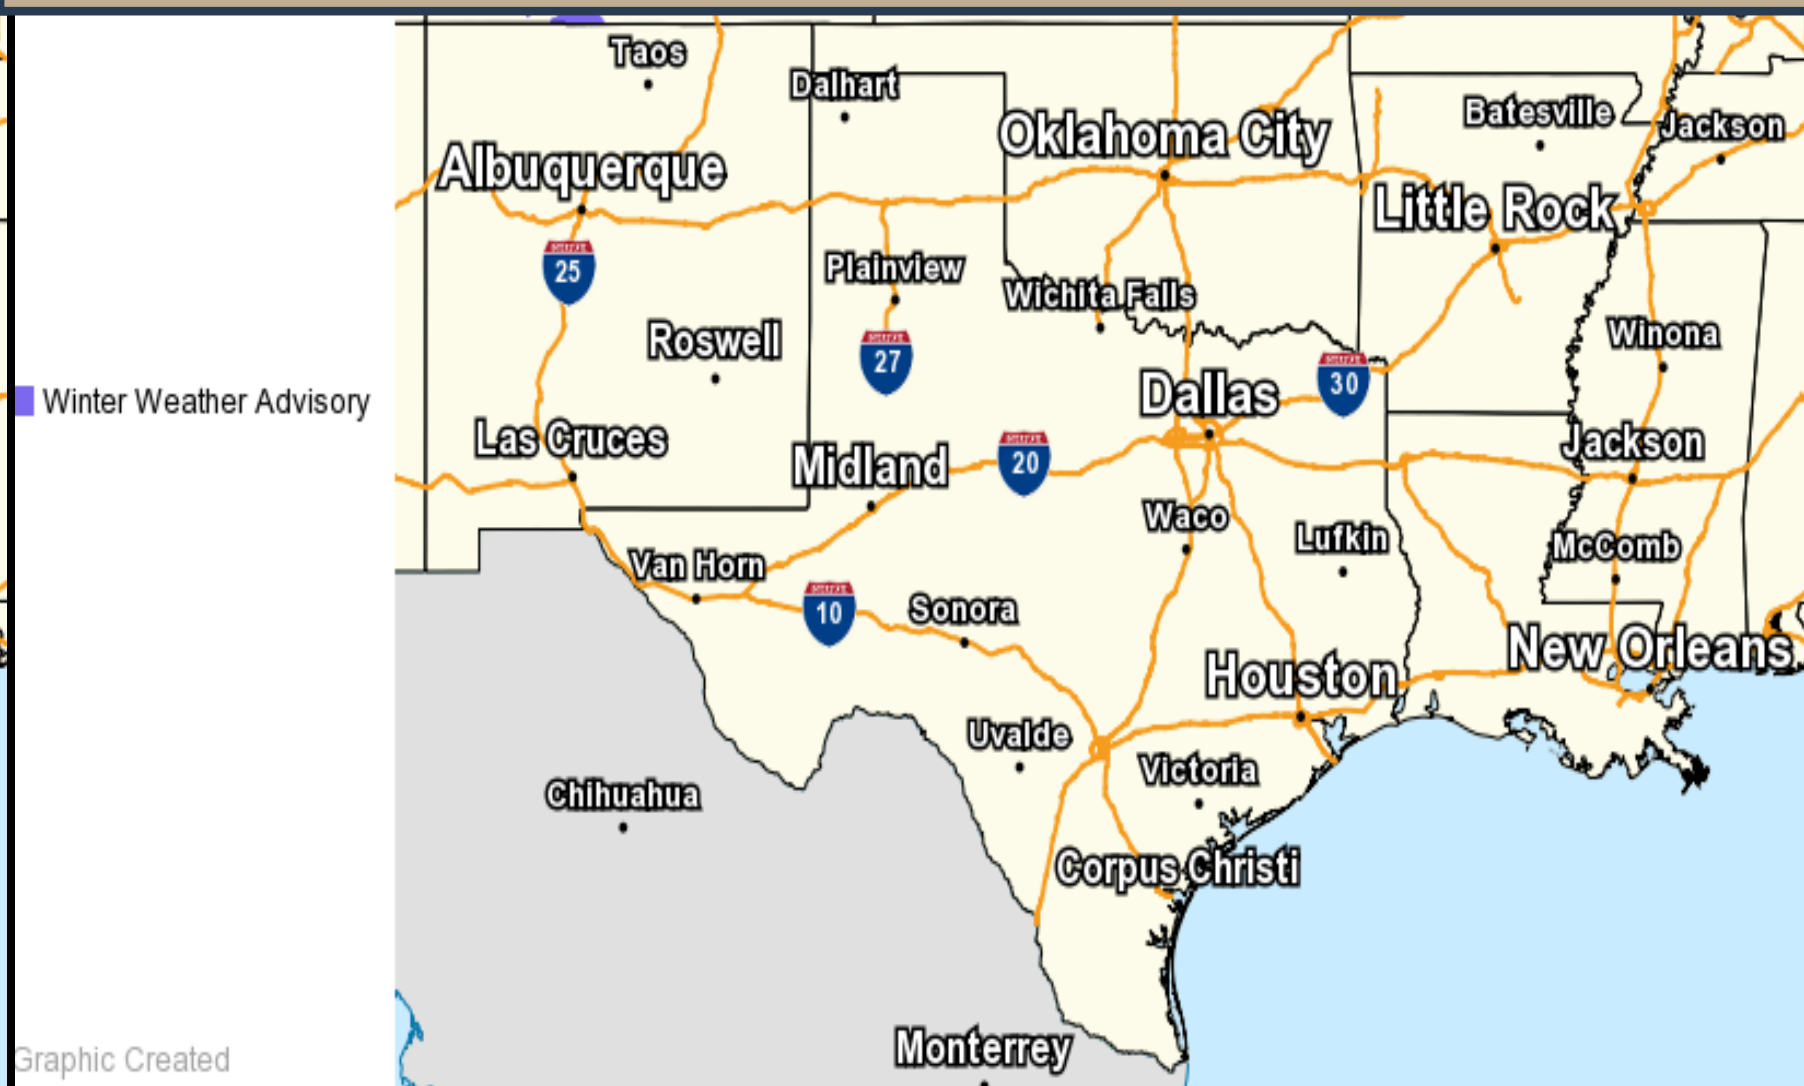 Taos
Dalhart
Oklahoma City
Batesville
Jackson
Albuquerque
Little Rock
25
Plainview
Wichita Falls
Roswell
27
Winona
30
Dallas
Winter Weather Advisory
Las Cruces
Midland
20
Jackson
Waco
Lufkin
McComb
Van Horn
10
Sonora
New Orleans
Houston
Uvalde
Victoria
Chihuahua
Corpus Christi
Monterrey
Graphic Created